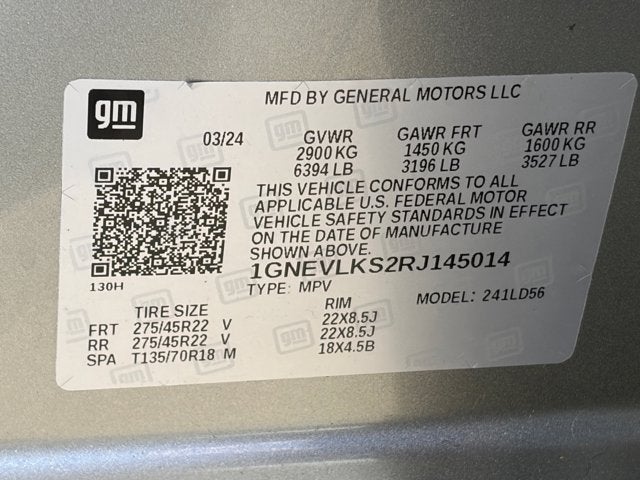 gm
MFD BY GENERAL MOTORS LLC
03/24
GVWR GAWR FRT GAWR RR
2900 KG 1450 KG 1600 KG
6394 LB 3196 LB 3527 LB
THIS VEHICLE CONFORMS TO ALL
APPLICABLE U.S. FEDERAL MOTOR
VEHICLE SAFETY STANDARDS IN EFFECT
ON THE DATE OF MANUFACTURE
SHOWN ABOVE.
1GNEVLKS2RJ145014
130H
TYPE: MPV MODEL: 241LD56
TIRE SIZE RIM
FRT 275/45R22 V 22X8.5J
RR 275/45R22 V 22X8.5J
SPA T135/70R18 M 18X4.5B